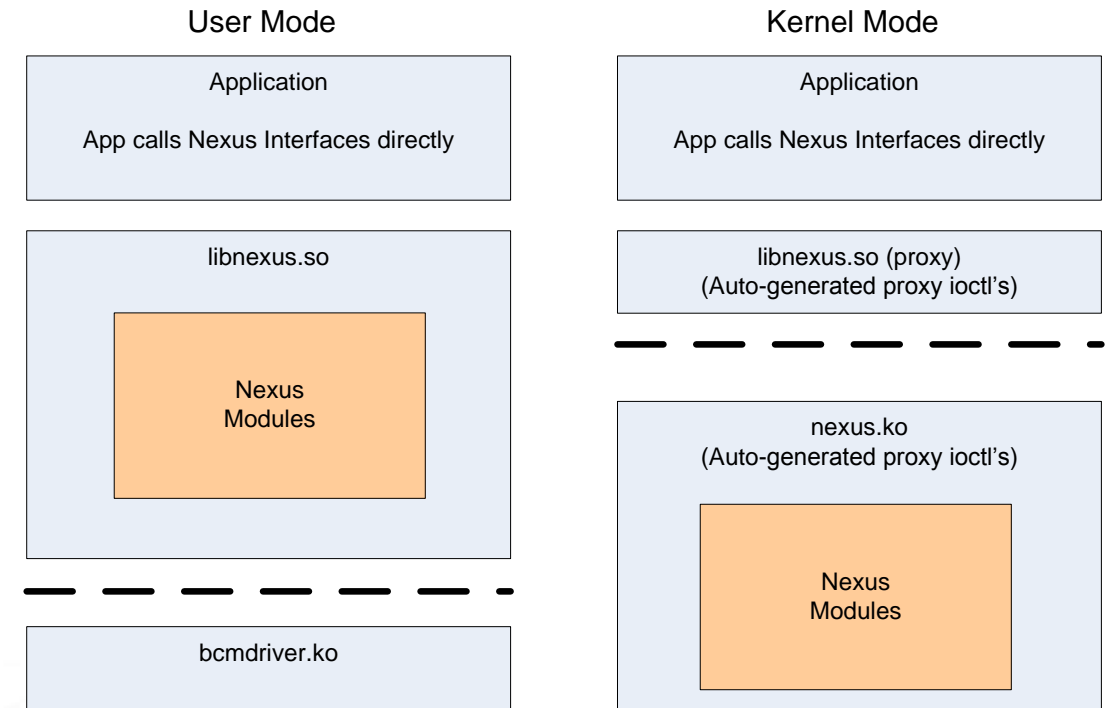 User Mode
Application
App calls Nexus Interfaces directly
libnexus.so
Nexus
Modules
bcmdriver.ko
Kernel Mode
Application
App calls Nexus Interfaces directly
libnexus.so (proxy)
(Auto-generated proxy ioctl's)
nexus.ko
(Auto-generated proxy ioctl's)
Nexus
Modules